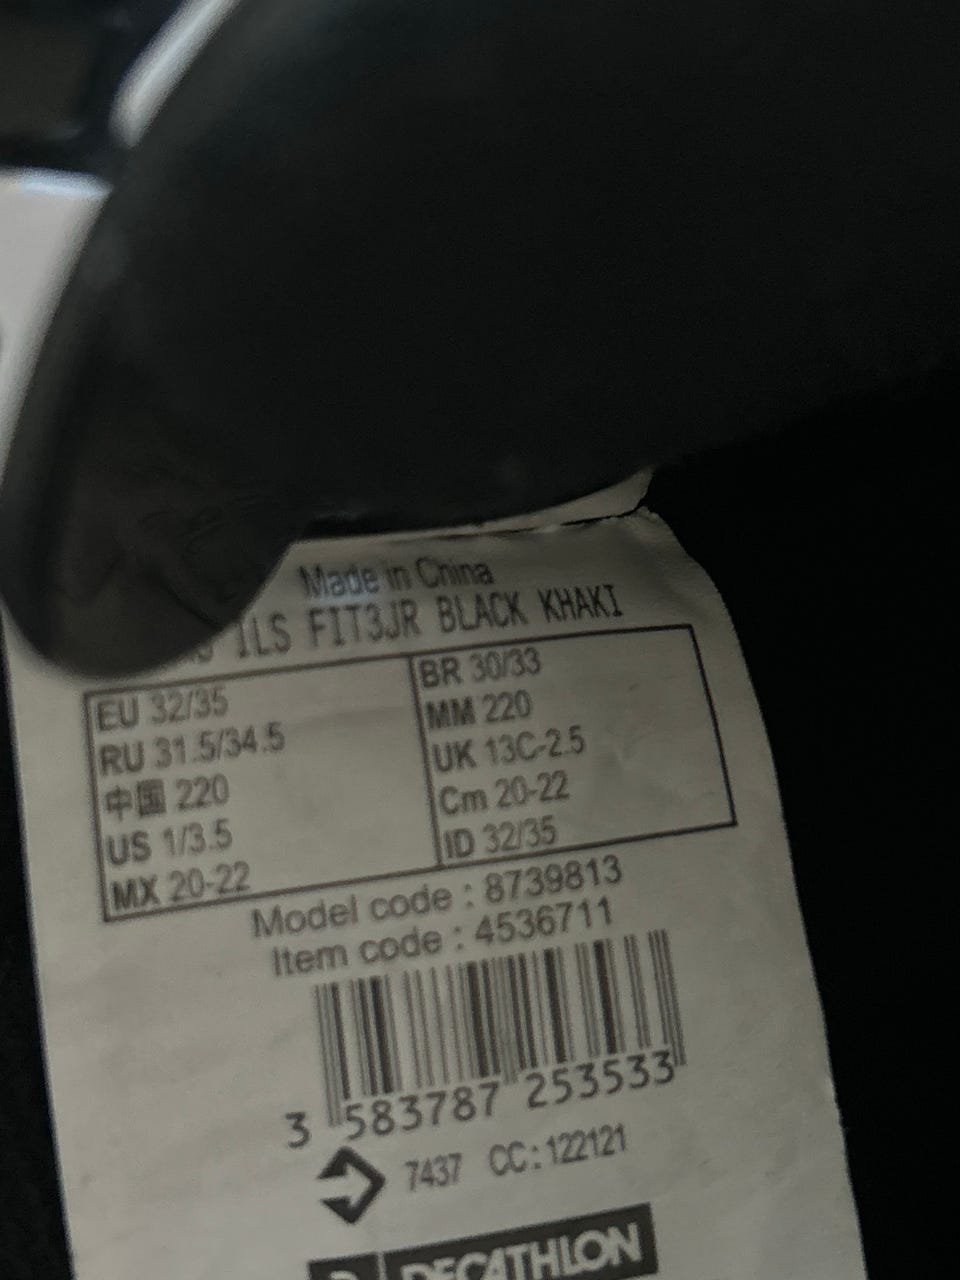 Made in China
ILS FIT3JR BLACK KHAKI
EU 32/35
RU 31.5/34.5
中国 220
US 1/3.5
MX 20-22
BR 30/33
MM 220
UK 13C-2.5
Cm 20-22
ID 32/35
Model code : 8739813
Item code : 4536711
3 583787 253533
7437 CC:122121
DECATHLON